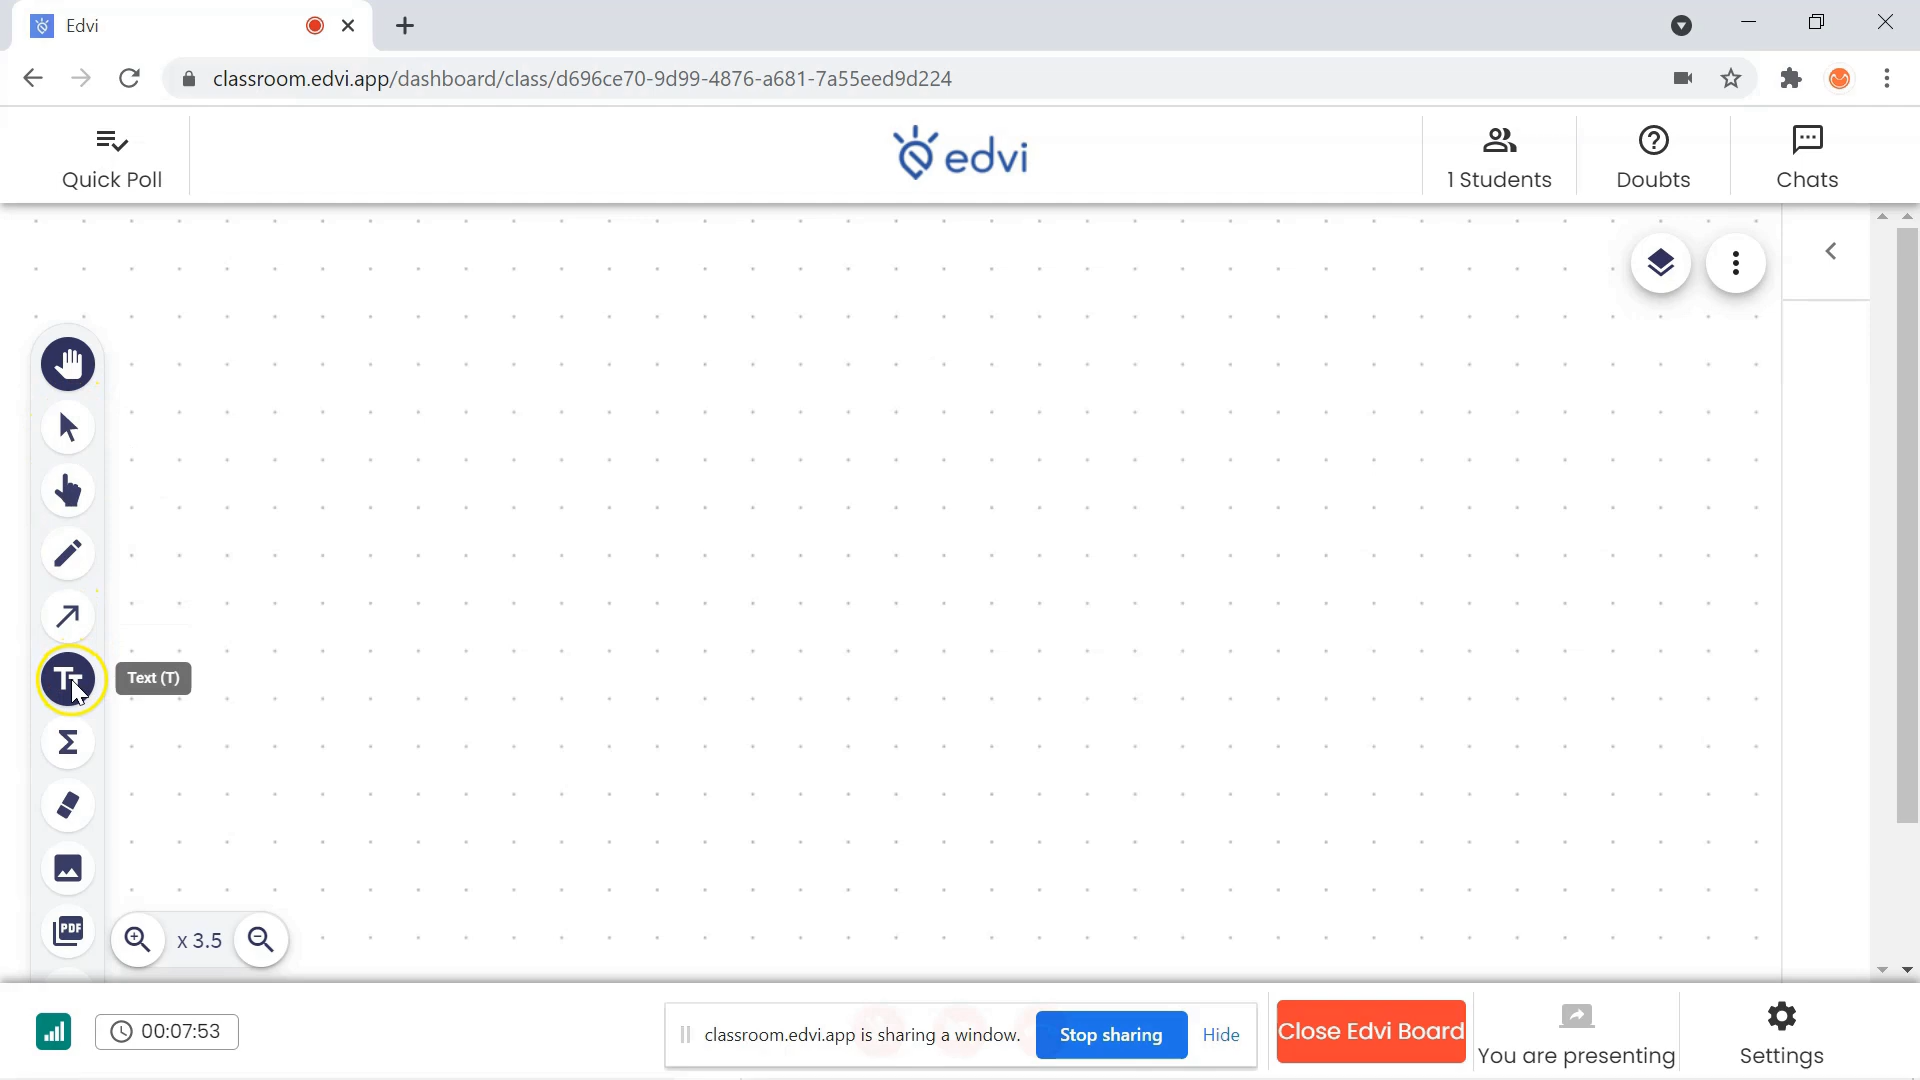 Edvi
classroom.edvi.app/dashboard/class/d696ce70-9d99-4876-a681-7a55eed9d224
Quick Poll
edvi
1 Students
Doubts
Chats
Text (T)
PDF
x 3.5
00:07:53
classroom.edvi.app is sharing a window.
Stop sharing
Hide
Close Edvi Board
You are presenting
Settings